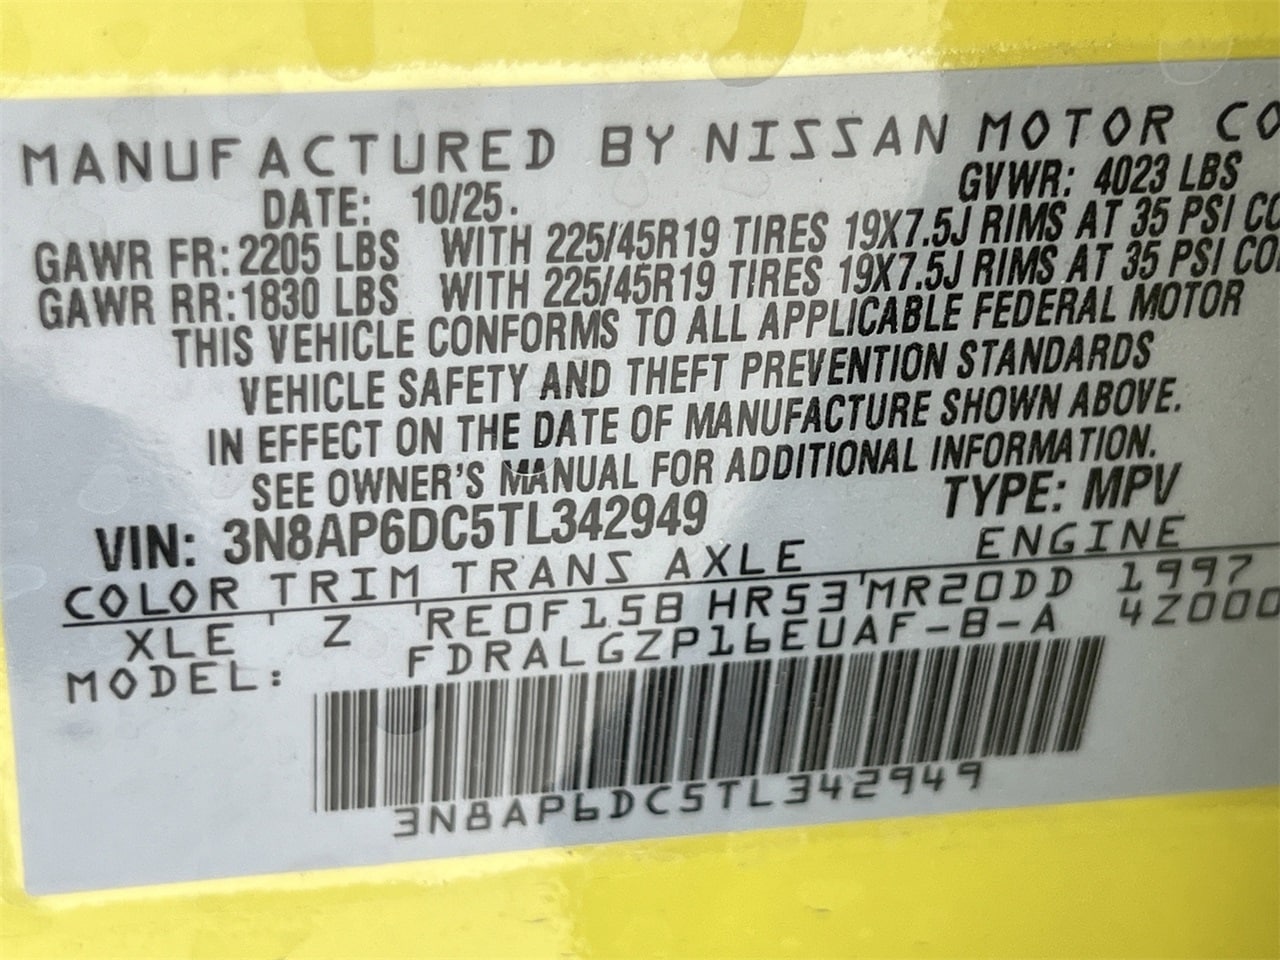 MANUFACTURED BY NISSAN MOTOR CO
DATE: 10/25. GVWR: 4023 LBS
GAWR FR: 2205 LBS WITH 225/45R19 TIRES 19X7.5J RIMS AT 35 PSI CO
GAWR RR: 1830 LBS WITH 225/45R19 TIRES 19X7.5J RIMS AT 35 PSI CO
THIS VEHICLE CONFORMS TO ALL APPLICABLE FEDERAL MOTOR
VEHICLE SAFETY AND THEFT PREVENTION STANDARDS
IN EFFECT ON THE DATE OF MANUFACTURE SHOWN ABOVE.
SEE OWNER'S MANUAL FOR ADDITIONAL INFORMATION.
VIN: 3N8AP6DC5TL342949 TYPE: MPV
COLOR TRIM TRANS AXLE ENGINE
XLE Z RE0F15B HR53 MR20DD 1997
MODEL: FDRALGZP16EUAF-B-A 4Z000
3N8AP6DC5TL342949